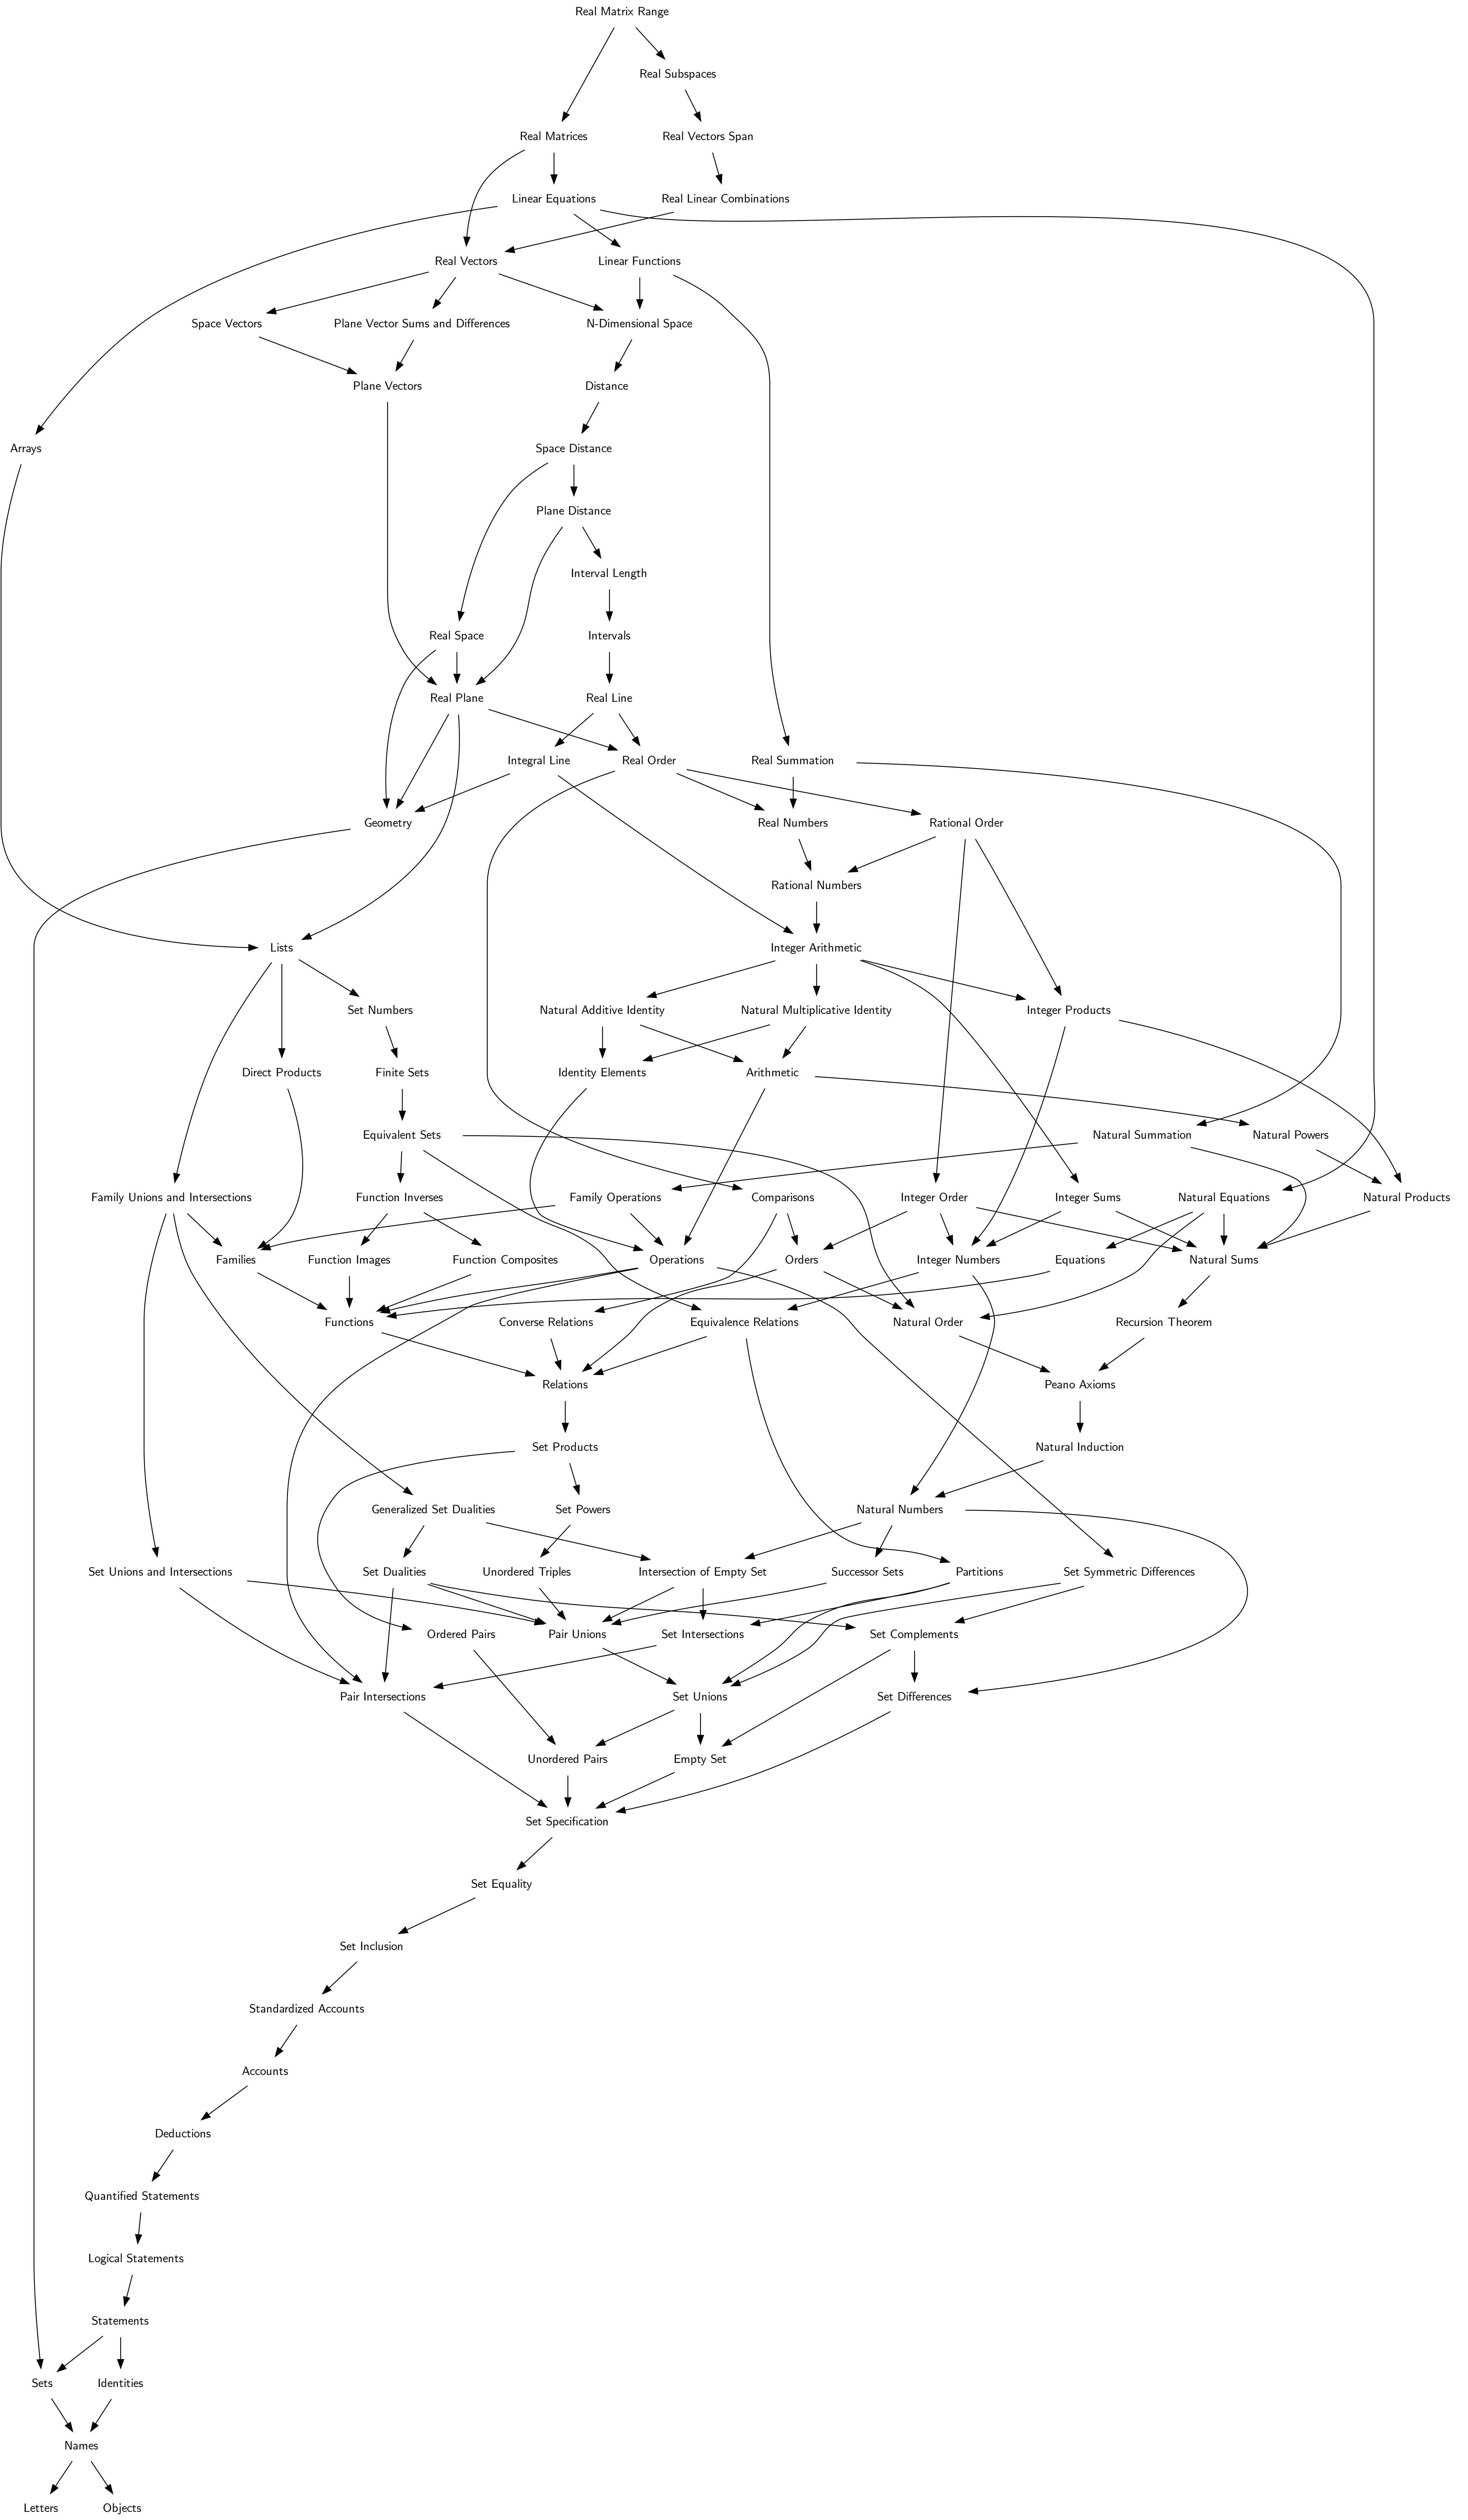 Real Matrix Range
Real Subspaces
Real Matrices
Real Vectors Span
Linear Equations
Real Linear Combinations
Real Vectors
Linear Functions
Space Vectors
Plane Vector Sums and Differences
N-Dimensional Space
Plane Vectors
Distance
Arrays
Space Distance
Plane Distance
Interval Length
Real Space
Intervals
Real Plane
Real Line
Integral Line
Real Order
Real Summation
Geometry
Real Numbers
Rational Order
Rational Numbers
Lists
Integer Arithmetic
Set Numbers
Natural Additive Identity
Natural Multiplicative Identity
Integer Products
Direct Products
Finite Sets
Identity Elements
Arithmetic
Equivalent Sets
Natural Summation
Natural Powers
Family Unions and Intersections
Function Inverses
Family Operations
Comparisons
Integer Order
Integer Sums
Natural Equations
Natural Products
Families
Function Images
Function Composites
Operations
Orders
Integer Numbers
Equations
Natural Sums
Functions
Converse Relations
Equivalence Relations
Natural Order
Recursion Theorem
Relations
Peano Axioms
Set Products
Natural Induction
Generalized Set Dualities
Set Powers
Natural Numbers
Set Unions and Intersections
Set Dualities
Unordered Triples
Intersection of Empty Set
Successor Sets
Partitions
Set Symmetric Differences
Ordered Pairs
Pair Unions
Set Intersections
Set Complements
Pair Intersections
Set Unions
Set Differences
Unordered Pairs
Empty Set
Set Specification
Set Equality
Set Inclusion
Standardized Accounts
Accounts
Deductions
Quantified Statements
Logical Statements
Statements
Sets
Identities
Names
Letters
Objects